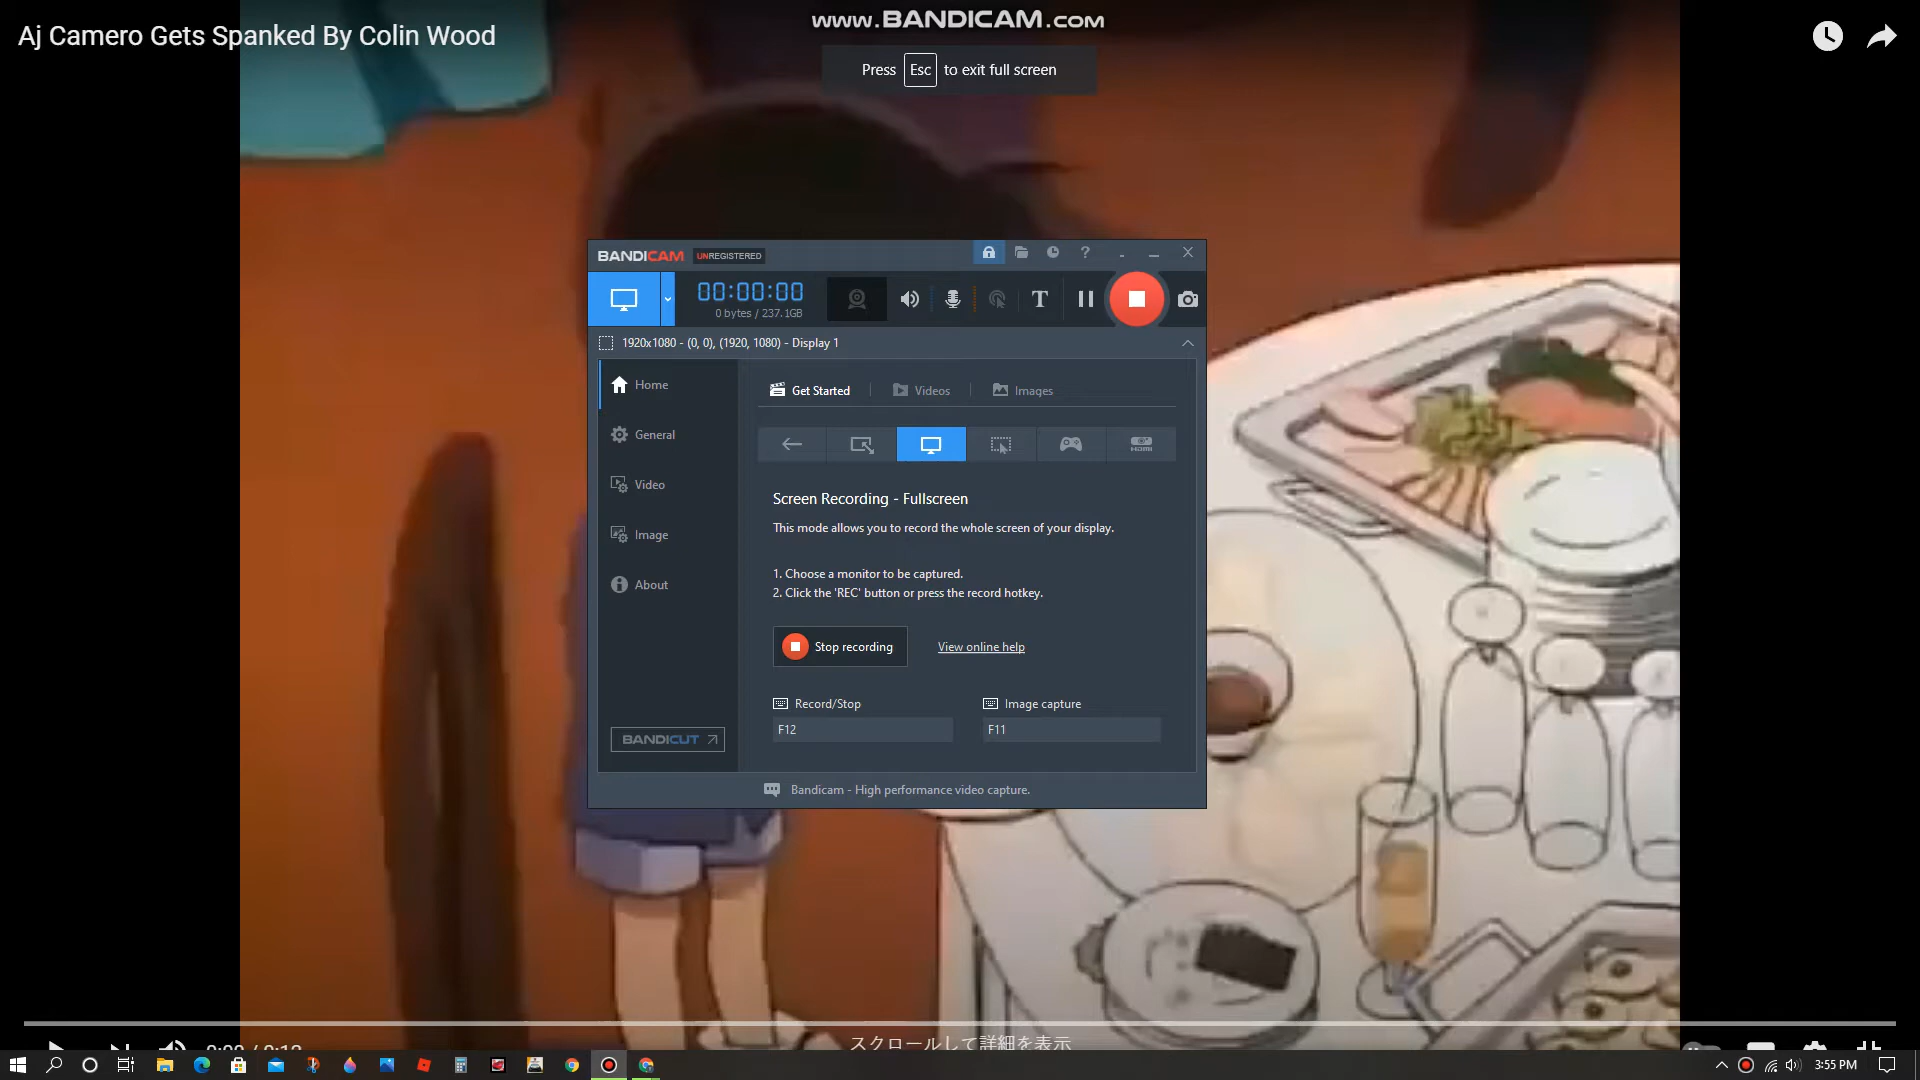 www.BANDICAM.com
Aj Camero Gets Spanked By Colin Wood
Press Esc to exit full screen
BANDICAM UNREGISTERED
00:00:00
0 bytes / 237.1GB
1920x1080 - (0, 0), (1920, 1080) - Display 1
Home
General
Video
Image
About
BANDICUT
Get Started
Videos
Images
HDMI
Screen Recording - Fullscreen
This mode allows you to record the whole screen of your display.
1. Choose a monitor to be captured.
2. Click the 'REC' button or press the record hotkey.
Stop recording
View online help
Record/Stop
Image capture
F12
F11
Bandicam - High performance video capture.
スクロールして詳細を表示
0:00 / 0:12
3:55 PM